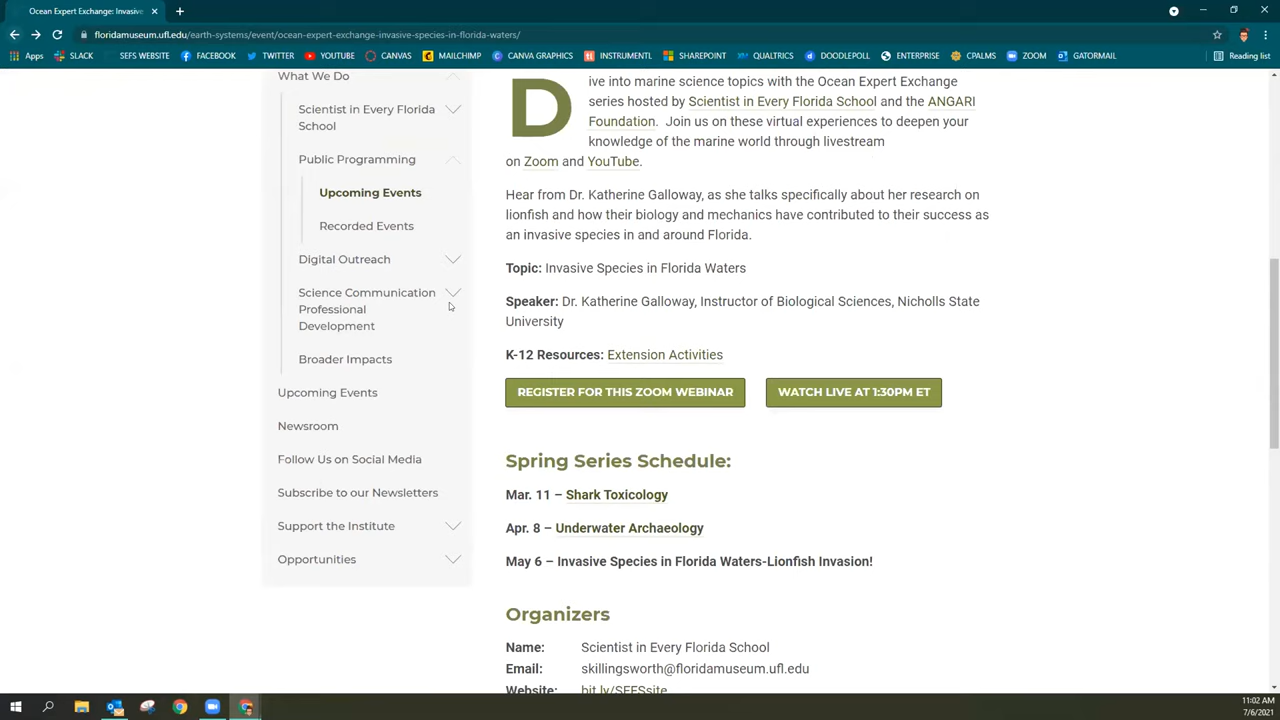 Ocean Expert Exchange: Invasive
floridamuseum.ufl.edu/earth-systems/event/ocean-expert-exchange-invasive-species-in-florida-waters/
Apps SLACK SEFS WEBSITE FACEBOOK TWITTER YOUTUBE CANVAS MAILCHIMP CANVA GRAPHICS INSTRUMENTL SHAREPOINT QUALTRICS DOODLEPOLL ENTERPRISE CPALMS ZOOM GATORMAIL Reading list
What We Do
Scientist in Every Florida
School
Public Programming
Upcoming Events
Recorded Events
Digital Outreach
Science Communication
Professional
Development
Broader Impacts
Upcoming Events
Newsroom
Follow Us on Social Media
Subscribe to our Newsletters
Support the Institute
Opportunities
Dive into marine science topics with the Ocean Expert Exchange
series hosted by Scientist in Every Florida School and the ANGARI
Foundation. Join us on these virtual experiences to deepen your
knowledge of the marine world through livestream
on Zoom and YouTube.
Hear from Dr. Katherine Galloway, as she talks specifically about her research on
lionfish and how their biology and mechanics have contributed to their success as
an invasive species in and around Florida.
Topic: Invasive Species in Florida Waters
Speaker: Dr. Katherine Galloway, Instructor of Biological Sciences, Nicholls State
University
K-12 Resources: Extension Activities
REGISTER FOR THIS ZOOM WEBINAR WATCH LIVE AT 1:30PM ET
Spring Series Schedule:
Mar. 11 – Shark Toxicology
Apr. 8 – Underwater Archaeology
May 6 – Invasive Species in Florida Waters-Lionfish Invasion!
Organizers
Name: Scientist in Every Florida School
Email: skillingsworth@floridamuseum.ufl.edu
Website: bit.ly/SEFSsite
11:02 AM
7/6/2021